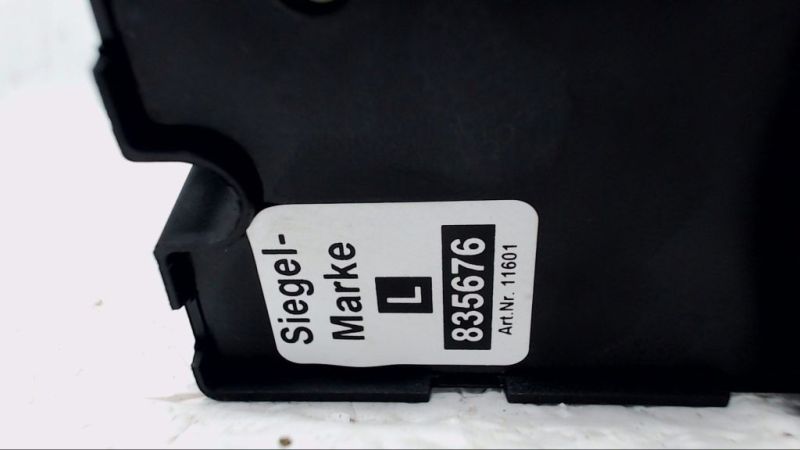 Siegel-
Marke
L
835676
Art.Nr. 11601